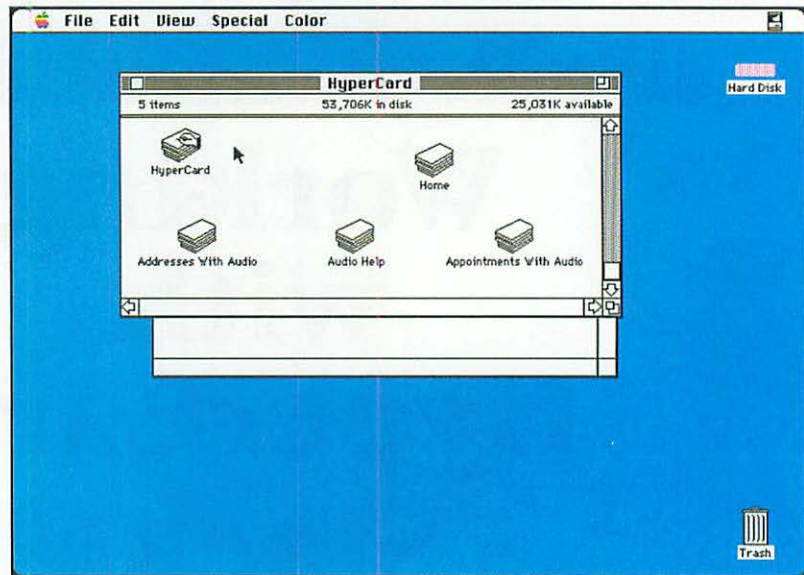 File Edit View Special Color
HyperCard
5 items 53,706K in disk 25,031K available
Hard Disk
HyperCard
Home
Addresses With Audio Audio Help Appointments With Audio
Trash